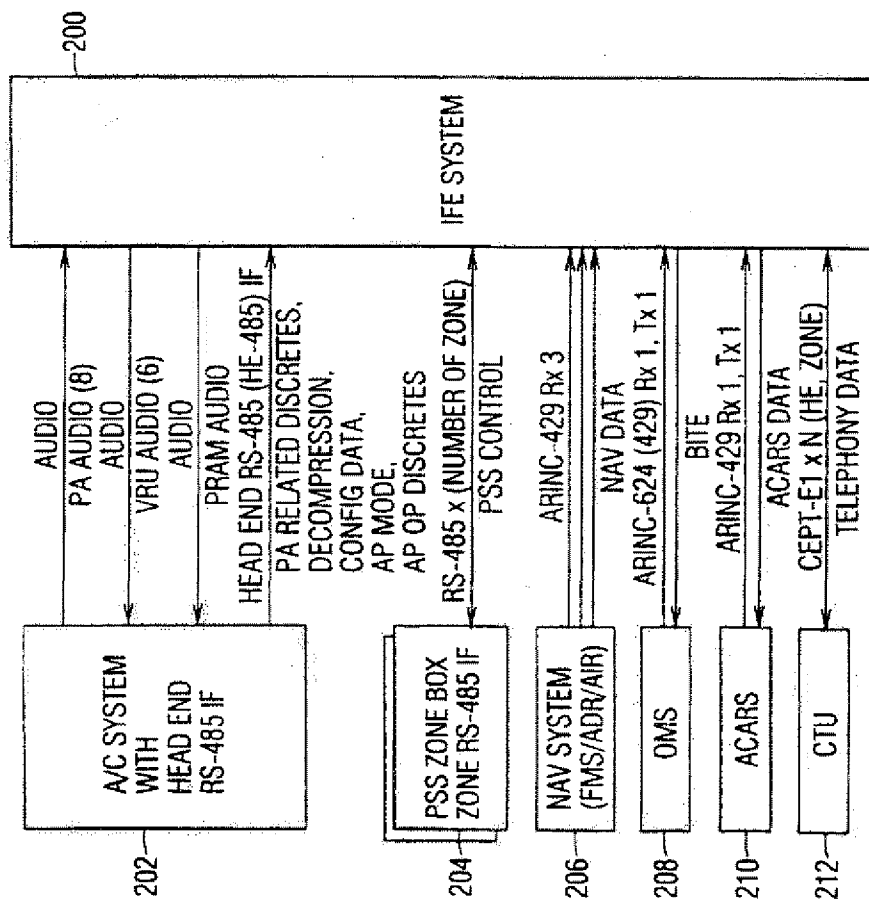 200
IFE SYSTEM
AUDIO
PA AUDIO (8)
AUDIO
VRU AUDIO (6)
AUDIO
PRAM AUDIO
HEAD END RS-485 (HE-485) IF
PA RELATED DISCRETES,
DECOMPRESSION,
CONFIG DATA,
AP MODE,
AP OP DISCRETES
RS-485 x (NUMBER OF ZONE)
PSS CONTROL
ARINC-429 Rx 3
NAV DATA
ARINC-624 (429) Rx 1, Tx 1
BITE
ARINC-429 Rx 1, Tx 1
ACARS DATA
CEPT-E1 x N (HE, ZONE)
TELEPHONY DATA
A/C SYSTEM
WITH
HEAD END
RS-485 IF
PSS ZONE BOX
ZONE RS-485 IF
NAV SYSTEM
(FMS/ADR/AIR)
OMS
ACARS
CTU
202
204
206
208
210
212